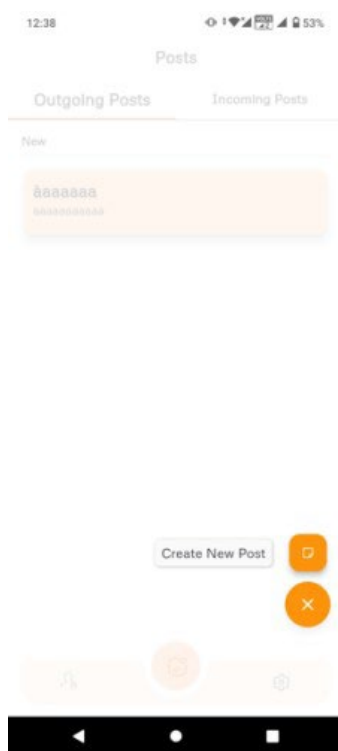 12:38
53%
Posts
Outgoing Posts
Incoming Posts
New
àaaaaaa
Create New Post